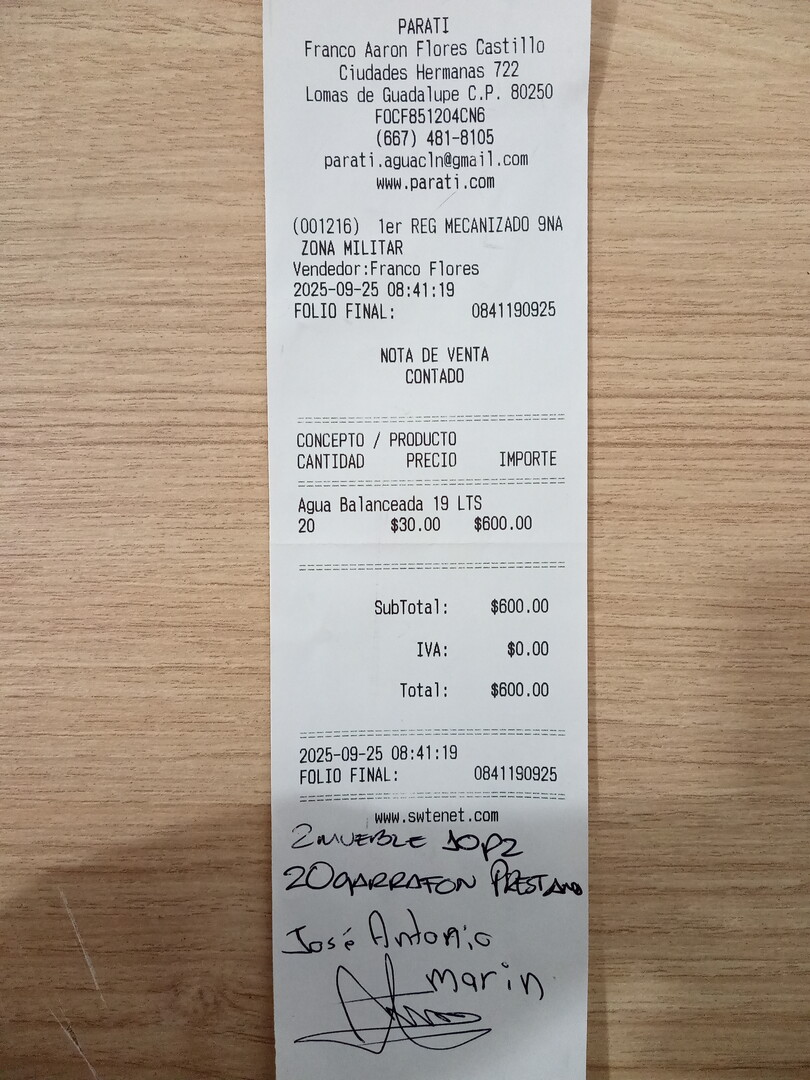 PARATI
Franco Aaron Flores Castillo
Ciudades Hermanas 722
Lomas de Guadalupe C.P. 80250
FOCF851204CN6
(667) 481-8105
parati.aguacln@gmail.com
www.parati.com
(001216) 1er REG MECANIZADO 9NA
ZONA MILITAR
Vendedor:Franco Flores
2025-09-25 08:41:19
FOLIO FINAL: 0841190925
NOTA DE VENTA
CONTADO
================================
CONCEPTO / PRODUCTO
CANTIDAD PRECIO IMPORTE
================================
Agua Balanceada 19 LTS
20 $30.00 $600.00
================================
SubTotal: $600.00
IVA: $0.00
Total: $600.00
================================
2025-09-25 08:41:19
FOLIO FINAL: 0841190925
================================
www.swtenet.com
2 MUEBLE 10Pz
20 GARRAFON PRESTADO
José Antonio
marin